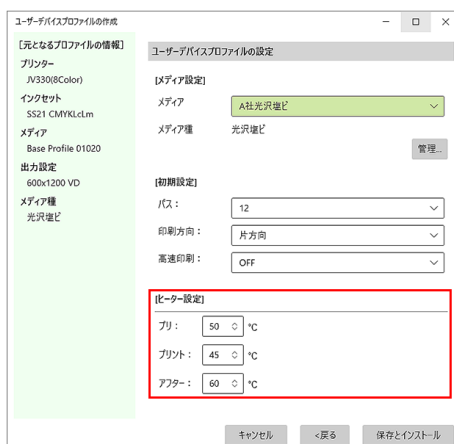 ユーザーデバイスプロファイルの作成
[元となるプロファイルの情報]
プリンター
JV330(8Color)
インクセット
SS21 CMYKLcLm
メディア
Base Profile 01020
出力設定
600x1200 VD
メディア種
光沢塩ビ
ユーザーデバイスプロファイルの設定
[メディア設定]
メディア A社光沢塩ビ
メディア種 光沢塩ビ
管理...
[初期設定]
パス： 12
印刷方向： 片方向
高速印刷： OFF
[ヒーター設定]
プリ： 50 °C
プリント： 45 °C
アフター： 60 °C
キャンセル <戻る 保存とインストール